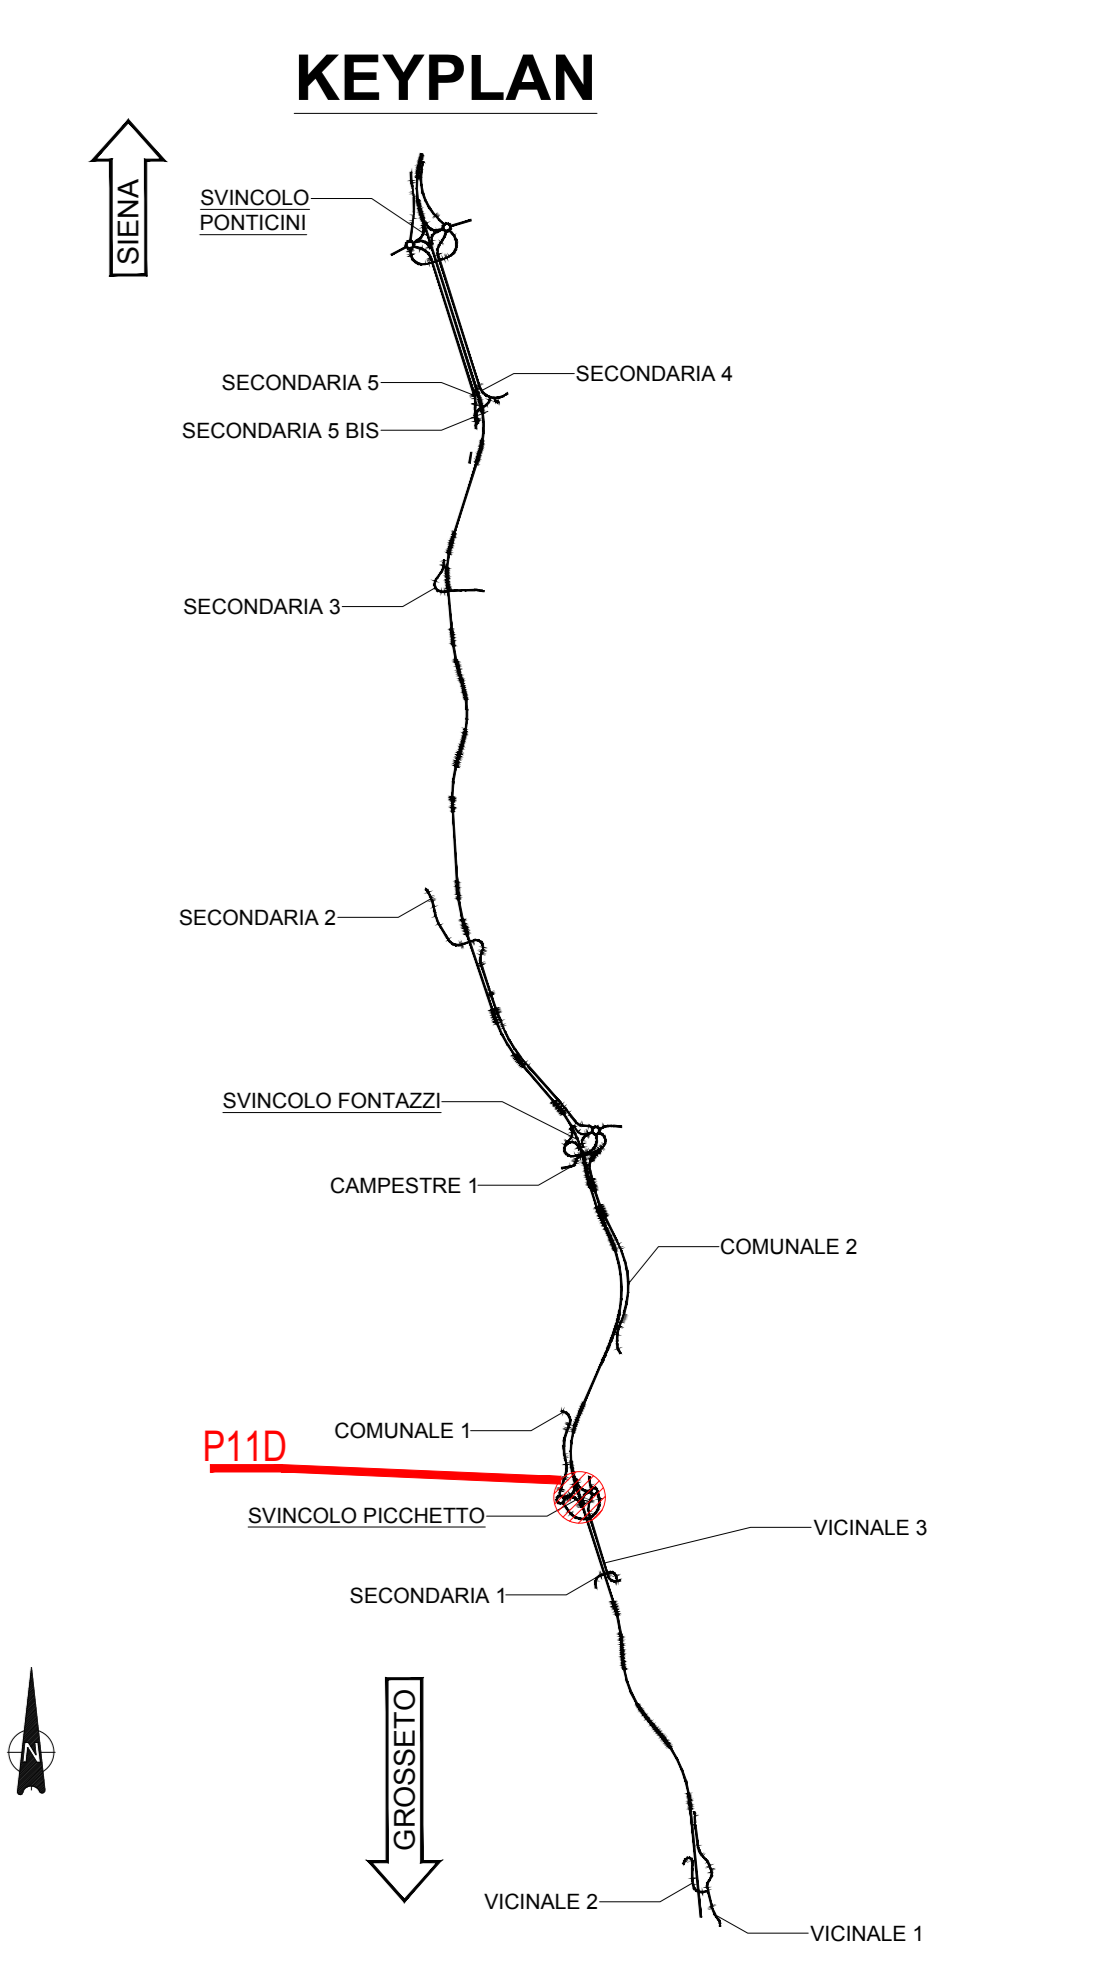 KEYPLAN
SIENA
SVINCOLO
PONTICINI
SECONDARIA 4
SECONDARIA 5
SECONDARIA 5 BIS
SECONDARIA 3
SECONDARIA 2
SVINCOLO FONTAZZI
CAMPESTRE 1
COMUNALE 2
COMUNALE 1
P11D
SVINCOLO PICCHETTO
VICINALE 3
SECONDARIA 1
N
GROSSETO
VICINALE 2
VICINALE 1